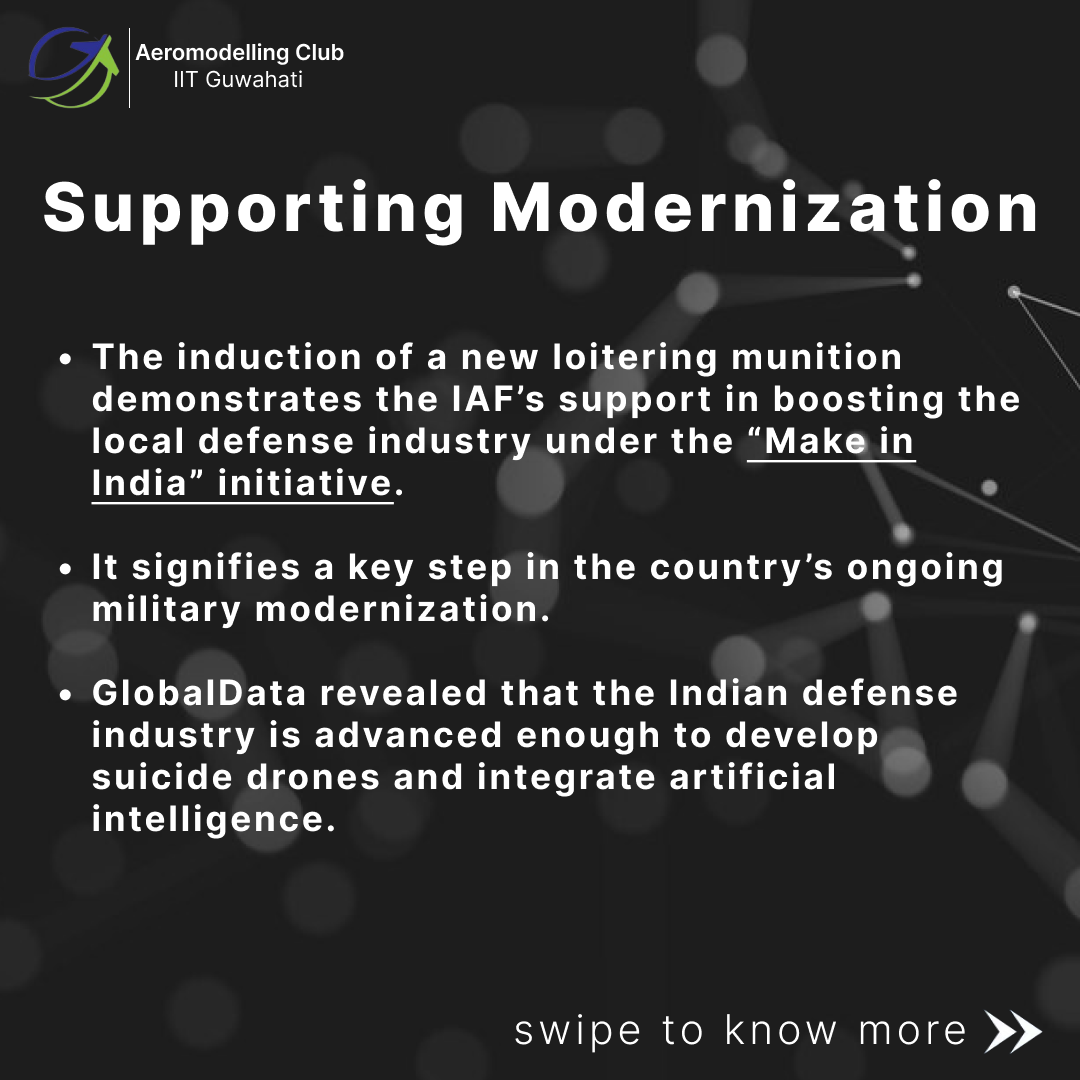 Aeromodelling Club
IIT Guwahati
Supporting Modernization
• The induction of a new loitering munition
demonstrates the IAF’s support in boosting the
local defense industry under the “Make in
India” initiative.
• It signifies a key step in the country’s ongoing
military modernization.
• GlobalData revealed that the Indian defense
industry is advanced enough to develop
suicide drones and integrate artificial
intelligence.
swipe to know more